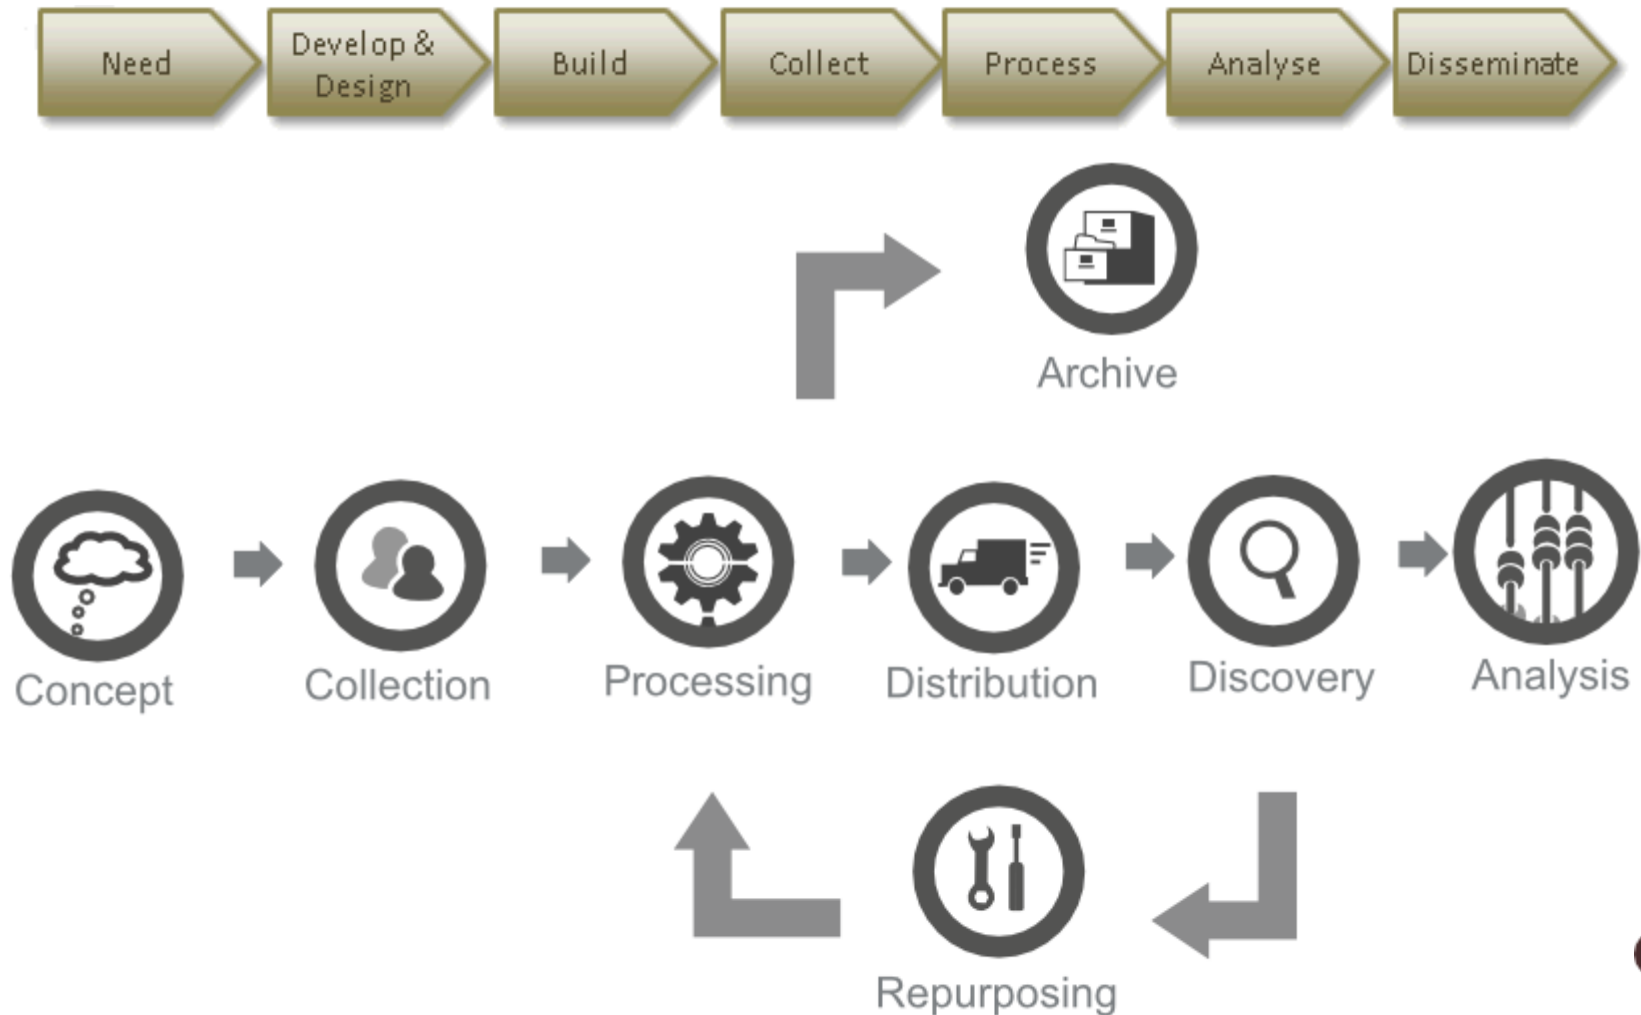 Need
Develop &
Design
Build
Collect
Process
Analyse
Disseminate
Archive
Concept
Collection
Processing
Distribution
Discovery
Analysis
Repurposing